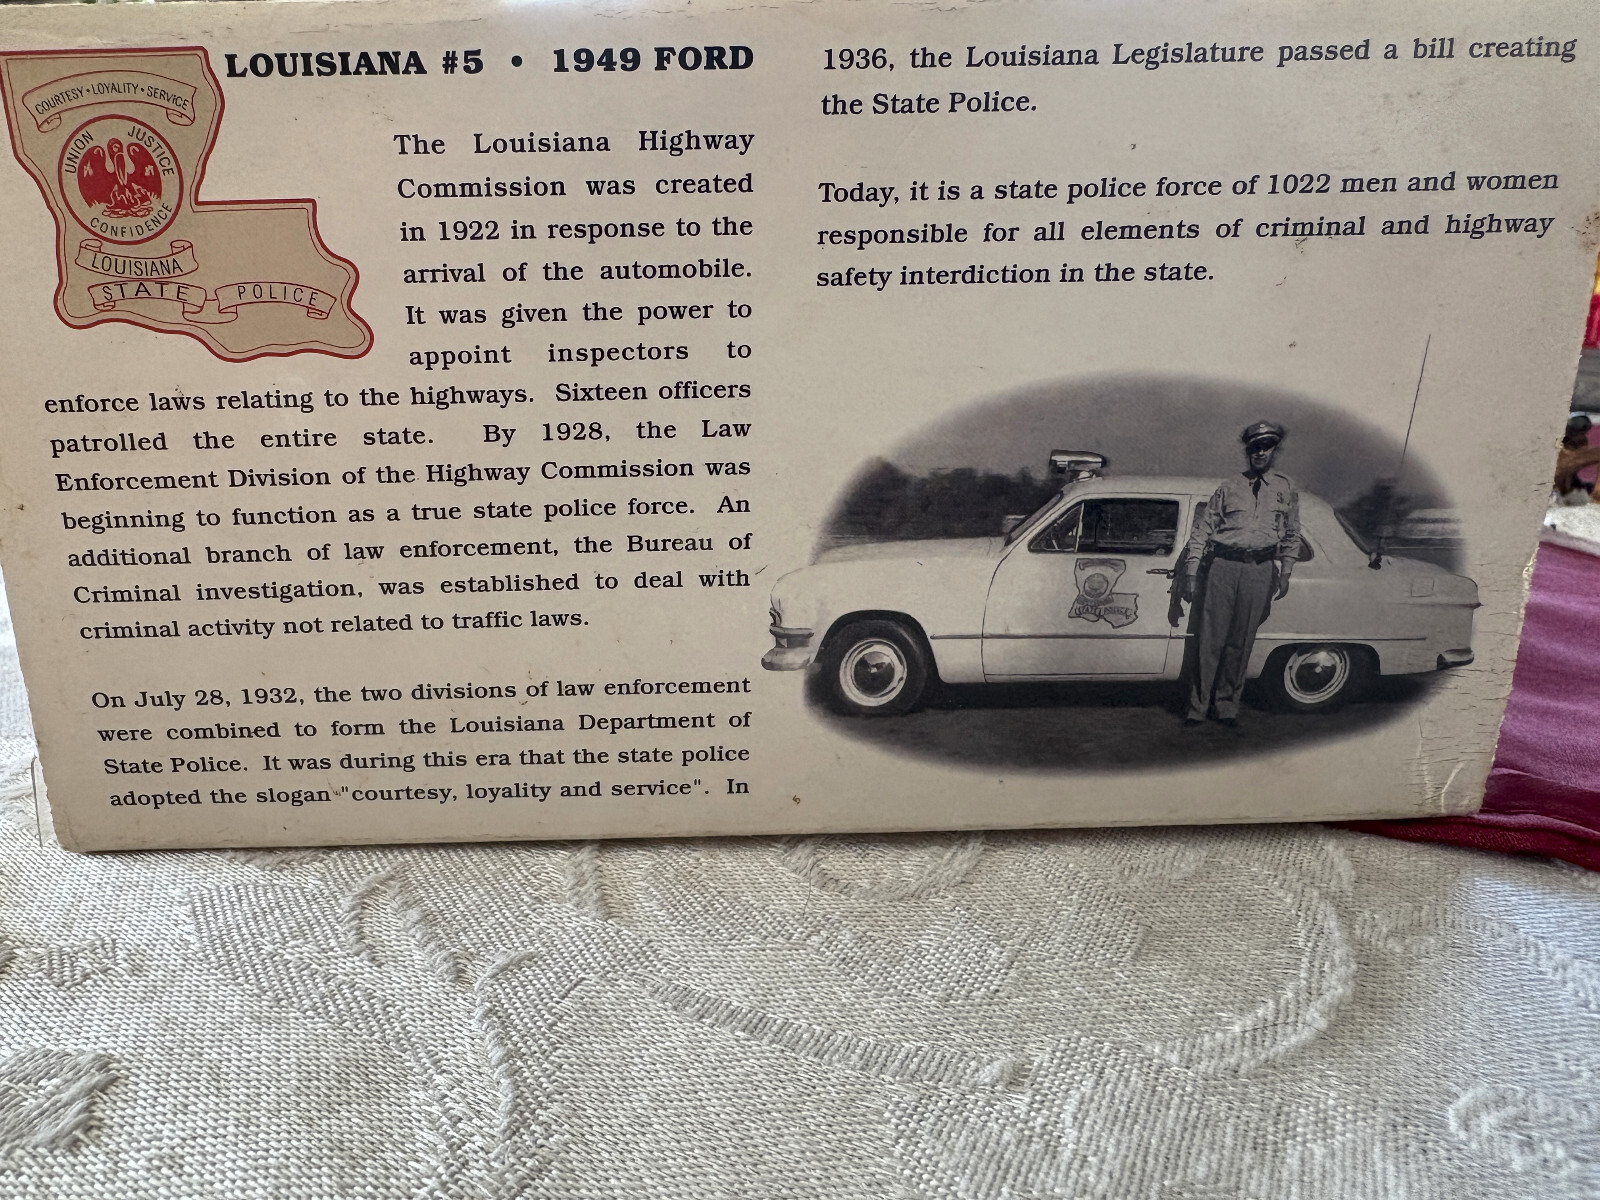 LOUISIANA #5 • 1949 FORD
COURTESY • LOYALITY • SERVICE
UNION JUSTICE
CONFIDENCE
LOUISIANA
STATE POLICE
The Louisiana Highway
Commission was created
in 1922 in response to the
arrival of the automobile.
It was given the power to
appoint inspectors to
enforce laws relating to the highways. Sixteen officers
patrolled the entire state. By 1928, the Law
Enforcement Division of the Highway Commission was
beginning to function as a true state police force. An
additional branch of law enforcement, the Bureau of
Criminal investigation, was established to deal with
criminal activity not related to traffic laws.
On July 28, 1932, the two divisions of law enforcement
were combined to form the Louisiana Department of
State Police. It was during this era that the state police
adopted the slogan "courtesy, loyality and service". In
1936, the Louisiana Legislature passed a bill creating
the State Police.
Today, it is a state police force of 1022 men and women
responsible for all elements of criminal and highway
safety interdiction in the state.